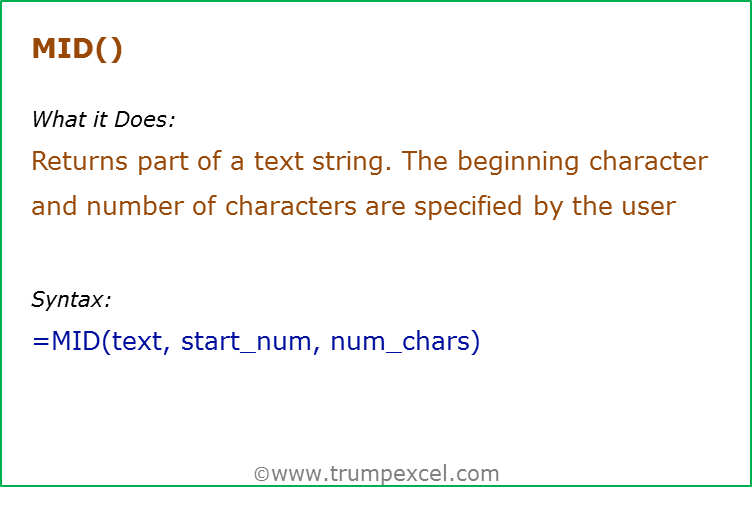 MID()
What it Does:
Returns part of a text string. The beginning character
and number of characters are specified by the user
Syntax:
=MID(text, start_num, num_chars)
©www.trumpexcel.com